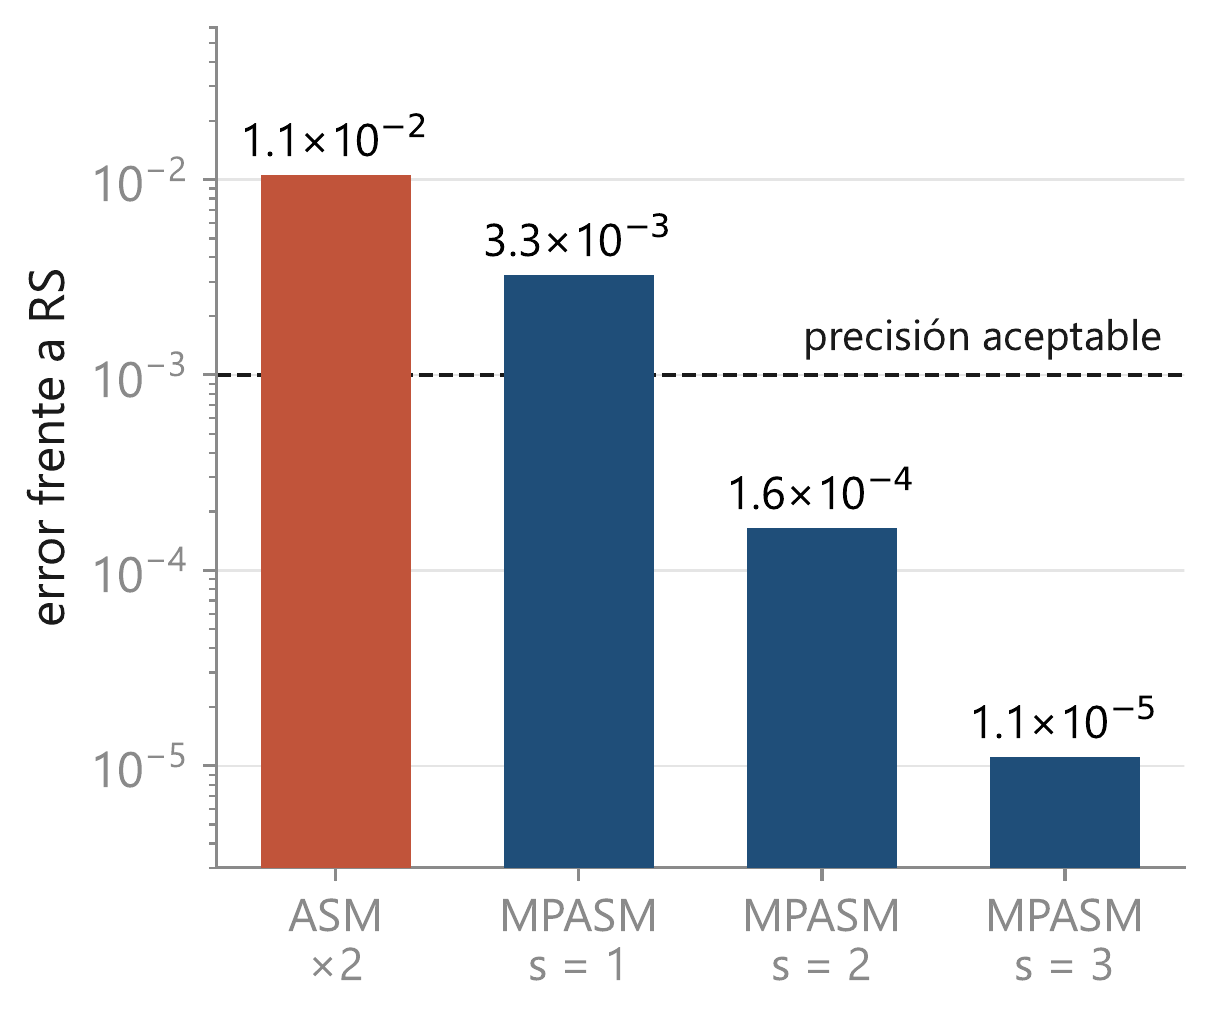 1.1×10⁻²
10⁻²
3.3×10⁻³
precisión aceptable
10⁻³
error frente a RS
1.6×10⁻⁴
10⁻⁴
1.1×10⁻⁵
10⁻⁵
ASM
×2
MPASM
s = 1
MPASM
s = 2
MPASM
s = 3